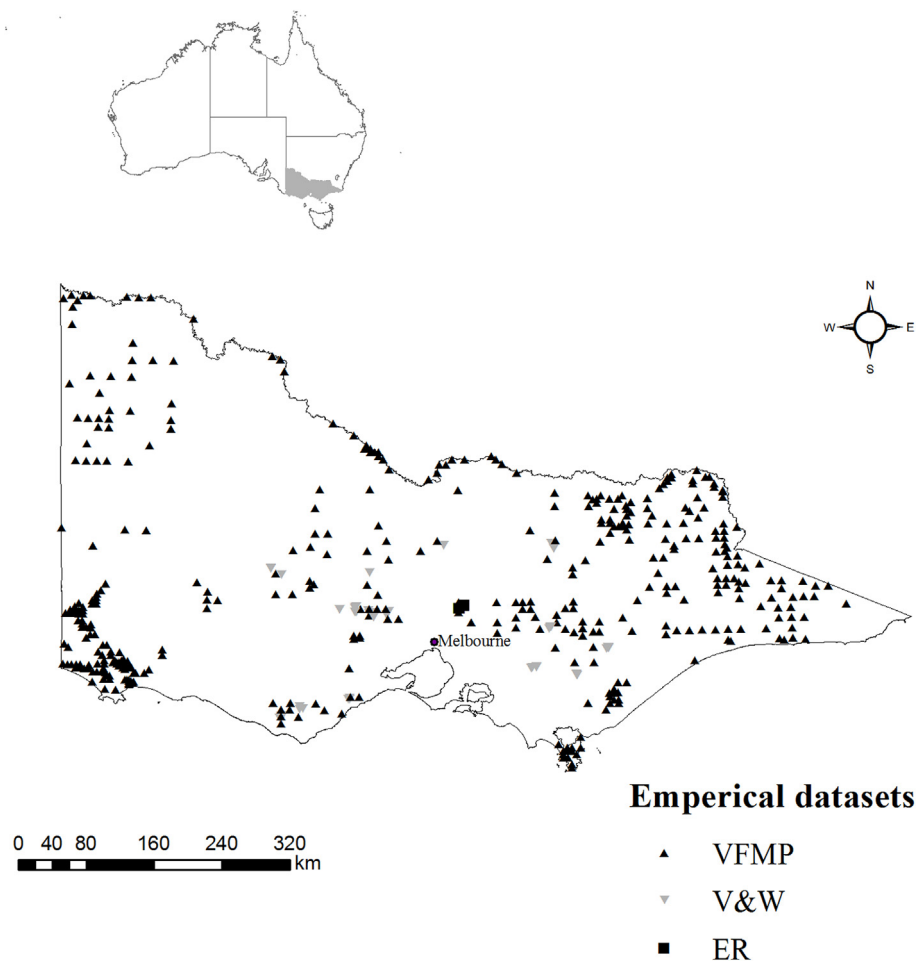 N
W E
S
Melbourne
Emperical datasets
VFMP
V&W
ER
0 40 80 160 240 320
km